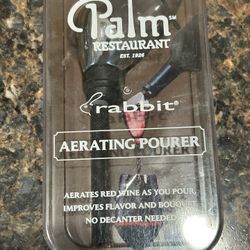 Palm℠
RESTAURANT
EST. 1926
rabbit®
AERATING POURER
AERATES RED WINE AS YOU POUR,
IMPROVES FLAVOR AND BOUQUET.
NO DECANTER NEEDED.